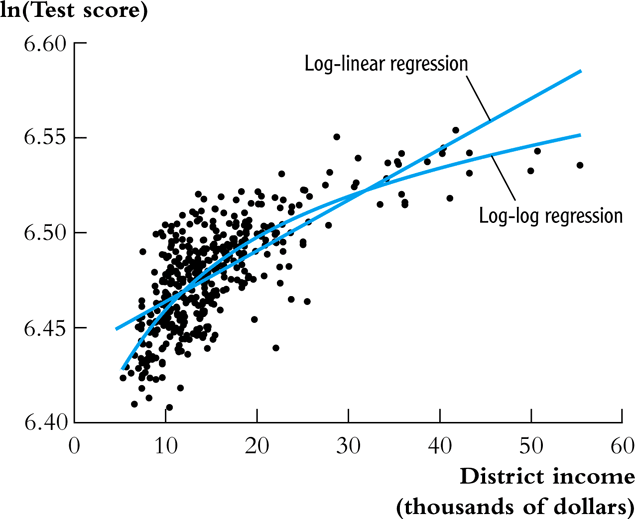 ln(Test score)
6.60
Log-linear regression
6.55
Log-log regression
6.50
6.45
6.40
0 10 20 30 40 50 60
District income
(thousands of dollars)